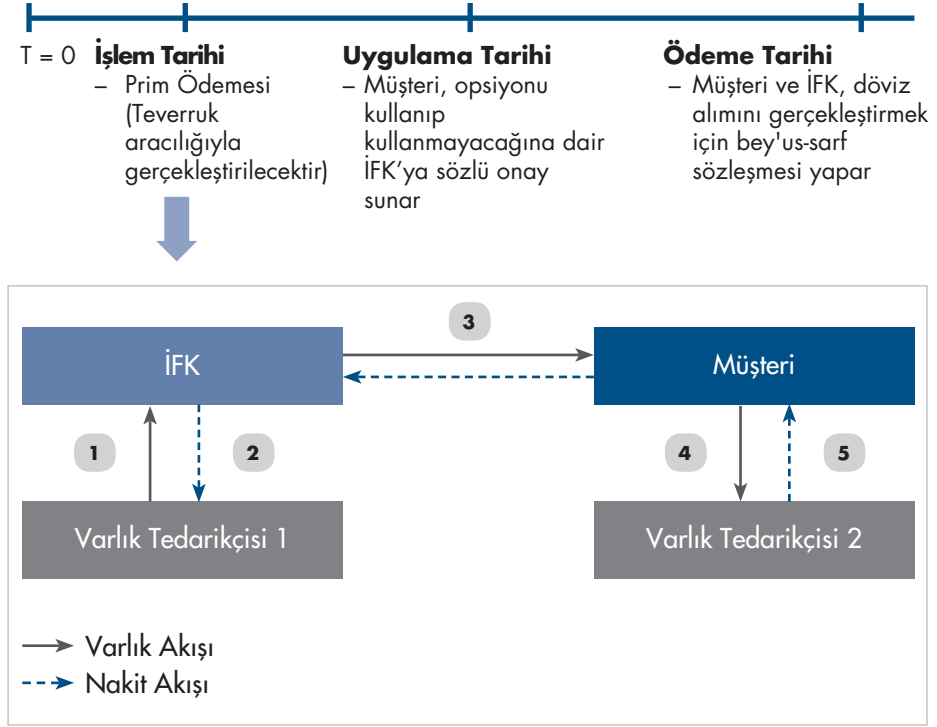 T = 0
İşlem Tarihi
– Prim Ödemesi
(Teverruk
aracılığıyla
gerçekleştirilecektir)
Uygulama Tarihi
– Müşteri, opsiyonu
kullanıp
kullanmayacağına dair
İFK’ya sözlü onay
sunar
Ödeme Tarihi
– Müşteri ve İFK, döviz
alımını gerçekleştirmek
için bey'us-sarf
sözleşmesi yapar
3
İFK
Müşteri
1
2
4
5
Varlık Tedarikçisi 1
Varlık Tedarikçisi 2
Varlık Akışı
Nakit Akışı